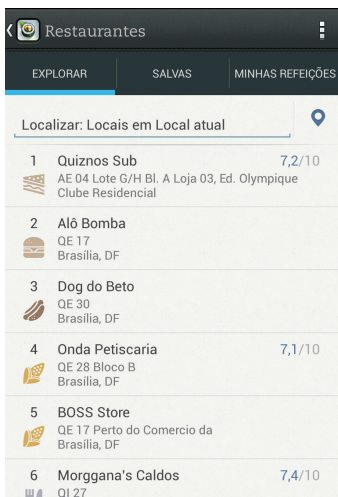 Restaurantes
EXPLORAR SALVAS MINHAS REFEIÇÕES
Localizar: Locais em Local atual
1 Quiznos Sub 7,2/10
AE 04 Lote G/H Bl. A Loja 03, Ed. Olympique
Clube Residencial
2 Alô Bomba
QE 17
Brasília, DF
3 Dog do Beto
QE 30
Brasília, DF
4 Onda Petiscaria 7,1/10
QE 28 Bloco B
Brasília, DF
5 BOSS Store
QE 17 Perto do Comercio da
Brasília, DF
6 Morggana's Caldos 7,4/10
QI 27